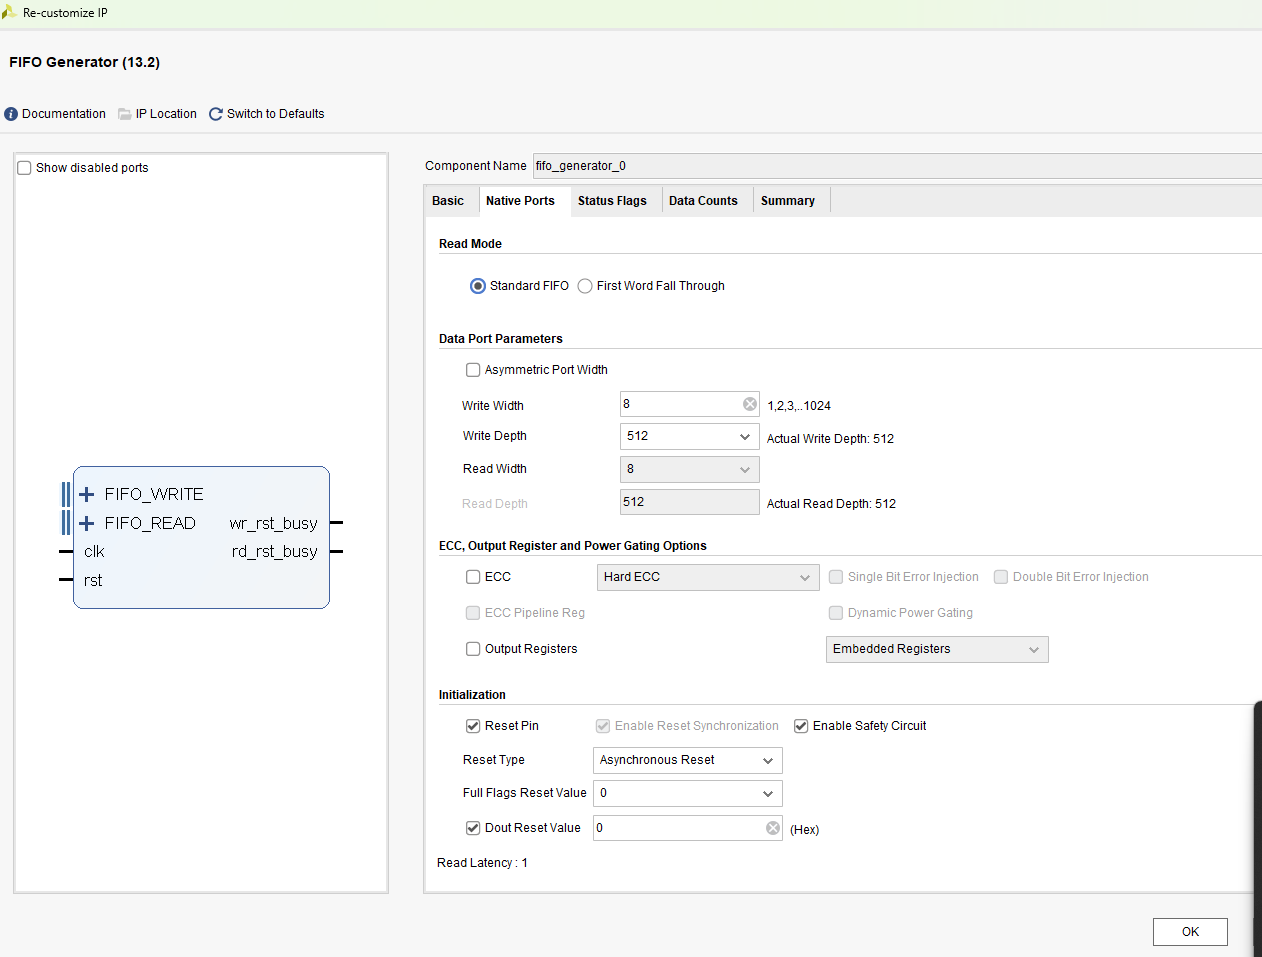 Re-customize IP
FIFO Generator (13.2)
Documentation IP Location Switch to Defaults
Show disabled ports
FIFO_WRITE
FIFO_READ wr_rst_busy
clk rd_rst_busy
rst
Component Name fifo_generator_0
Basic Native Ports Status Flags Data Counts Summary
Read Mode
Standard FIFO First Word Fall Through
Data Port Parameters
Asymmetric Port Width
Write Width 8 1,2,3,..1024
Write Depth 512 Actual Write Depth: 512
Read Width 8
Read Depth 512 Actual Read Depth: 512
ECC, Output Register and Power Gating Options
ECC Hard ECC Single Bit Error Injection Double Bit Error Injection
ECC Pipeline Reg Dynamic Power Gating
Output Registers Embedded Registers
Initialization
Reset Pin Enable Reset Synchronization Enable Safety Circuit
Reset Type Asynchronous Reset
Full Flags Reset Value 0
Dout Reset Value 0 (Hex)
Read Latency : 1
OK